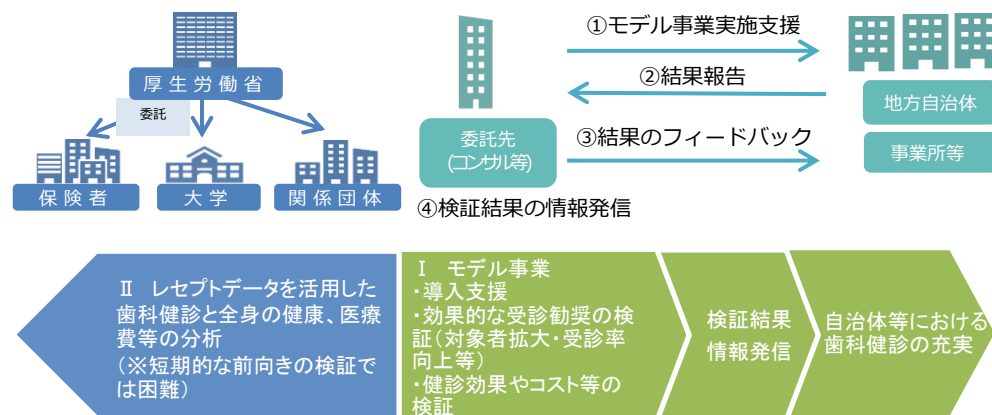 厚生労働省
委託
保険者
大学
関係団体
①モデル事業実施支援
②結果報告
③結果のフィードバック
委託先
(コンサル等)
地方自治体
事業所等
④検証結果の情報発信
Ⅱ　レセプトデータを活用した
歯科健診と全身の健康、医療
費等の分析
(※短期的な前向きの検証で
は困難)
Ⅰ　モデル事業
・導入支援
・効果的な受診勧奨の検
証(対象者拡大・受診率
向上等)
・健診効果やコスト等の
検証
検証結果
情報発信
自治体等における
歯科健診の充実